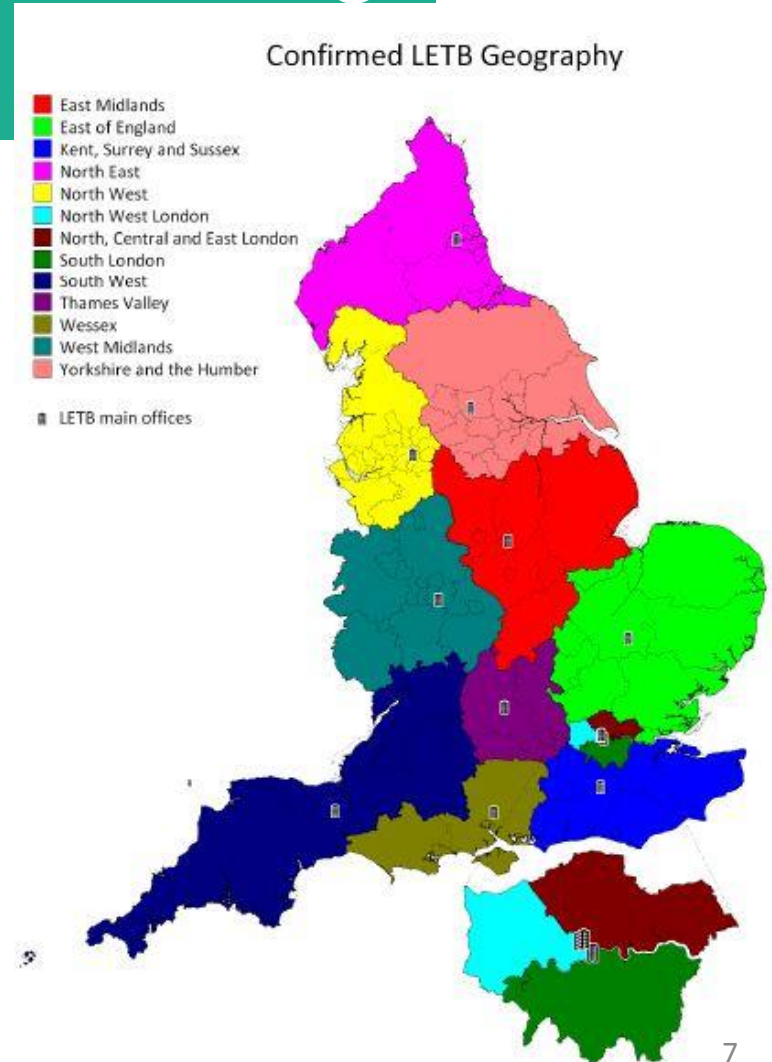 Confirmed LETB Geography
East Midlands
East of England
Kent, Surrey and Sussex
North East
North West
North West London
North, Central and East London
South London
South West
Thames Valley
Wessex
West Midlands
Yorkshire and the Humber
LETB main offices
7